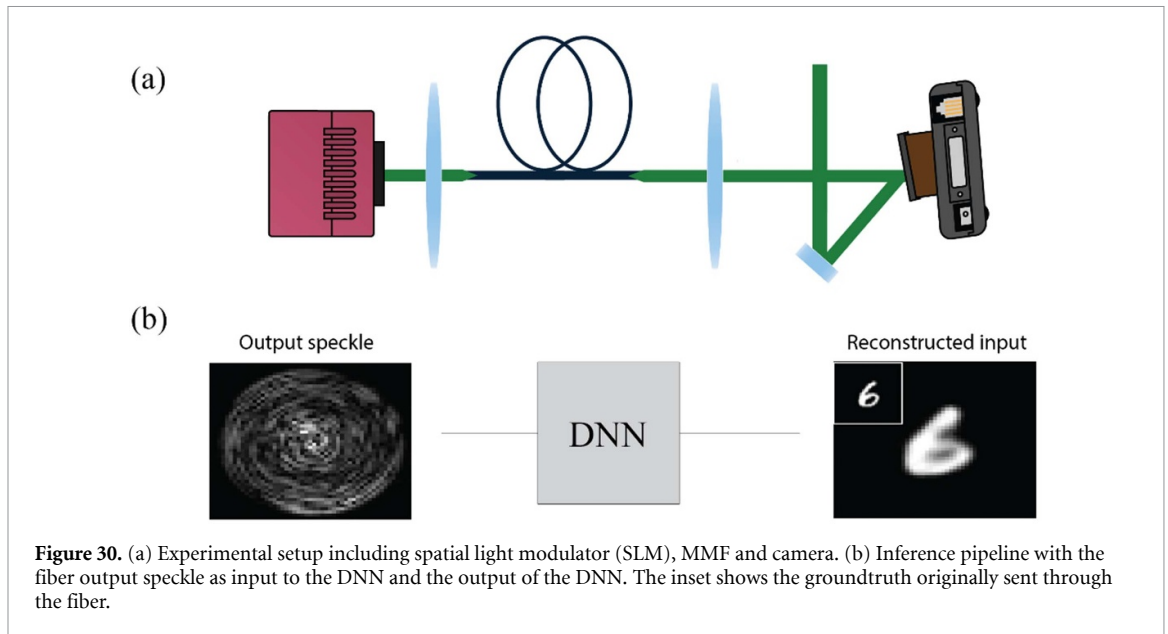 (a)
(b)
Output speckle
Reconstructed input
6
DNN
6
Figure 30. (a) Experimental setup including spatial light modulator (SLM), MMF and camera. (b) Inference pipeline with the
fiber output speckle as input to the DNN and the output of the DNN. The inset shows the groundtruth originally sent through
the fiber.